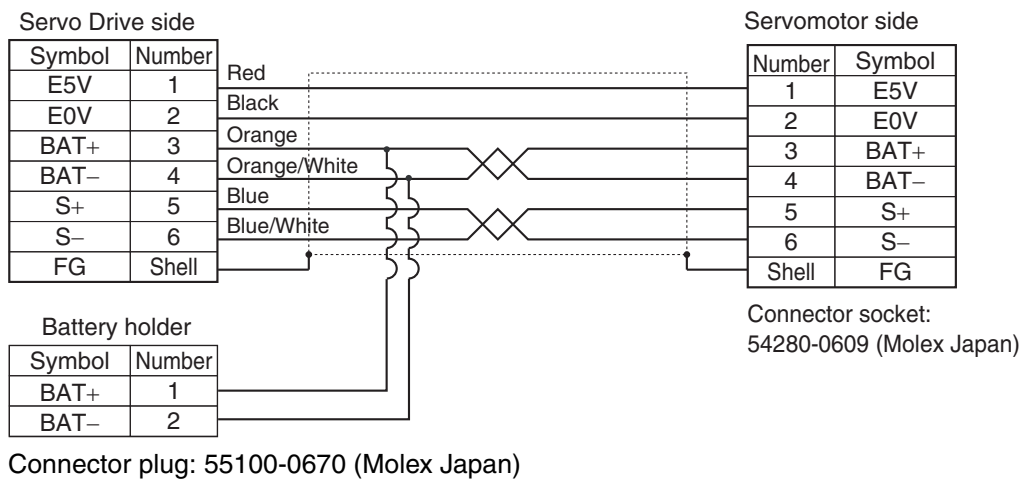 Servo Drive side
Symbol Number
E5V 1
E0V 2
BAT+ 3
BAT− 4
S+ 5
S− 6
FG Shell
Red
Black
Orange
Orange/White
Blue
Blue/White
Servomotor side
Number Symbol
1 E5V
2 E0V
3 BAT+
4 BAT−
5 S+
6 S−
Shell FG
Connector socket:
54280-0609 (Molex Japan)
Battery holder
Symbol Number
BAT+ 1
BAT− 2
Connector plug: 55100-0670 (Molex Japan)